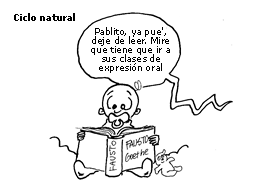 Ciclo natural
Pablito, ya pue',
deje de leer. Mire
que tiene que ir a
sus clases de
expresión oral
FAUSTO
FAUSTO
Goethe